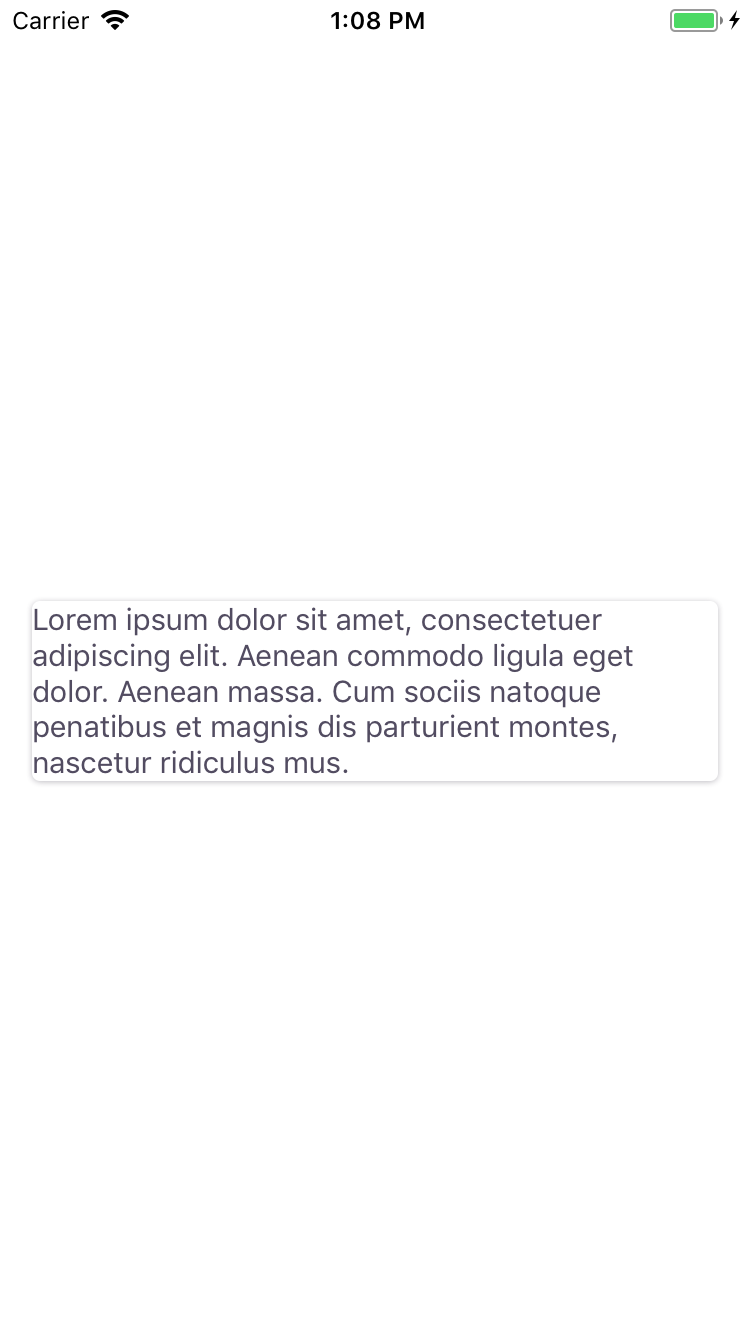 Carrier
1:08 PM
Lorem ipsum dolor sit amet, consectetuer
adipiscing elit. Aenean commodo ligula eget
dolor. Aenean massa. Cum sociis natoque
penatibus et magnis dis parturient montes,
nascetur ridiculus mus.